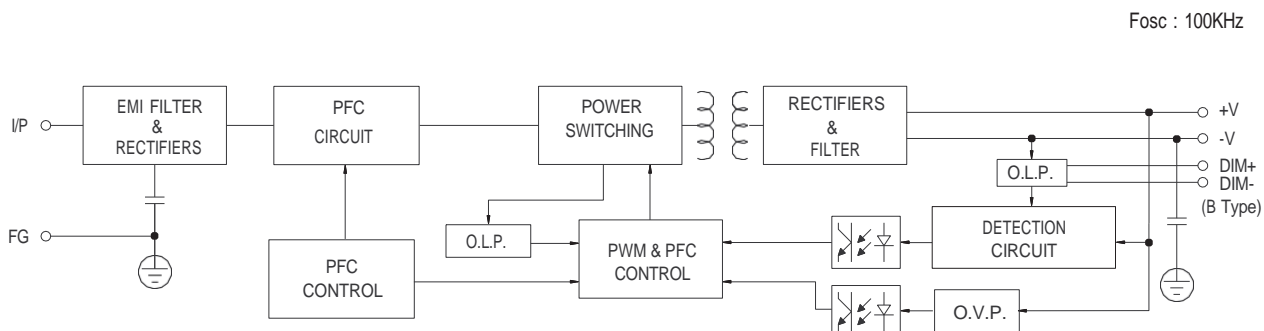 Fosc : 100KHz
I/P
EMI FILTER
&
RECTIFIERS
PFC
CIRCUIT
POWER
SWITCHING
RECTIFIERS
&
FILTER
+V
-V
O.L.P.
DIM+
DIM-
(B Type)
FG
O.L.P.
PFC
CONTROL
PWM & PFC
CONTROL
DETECTION
CIRCUIT
O.V.P.